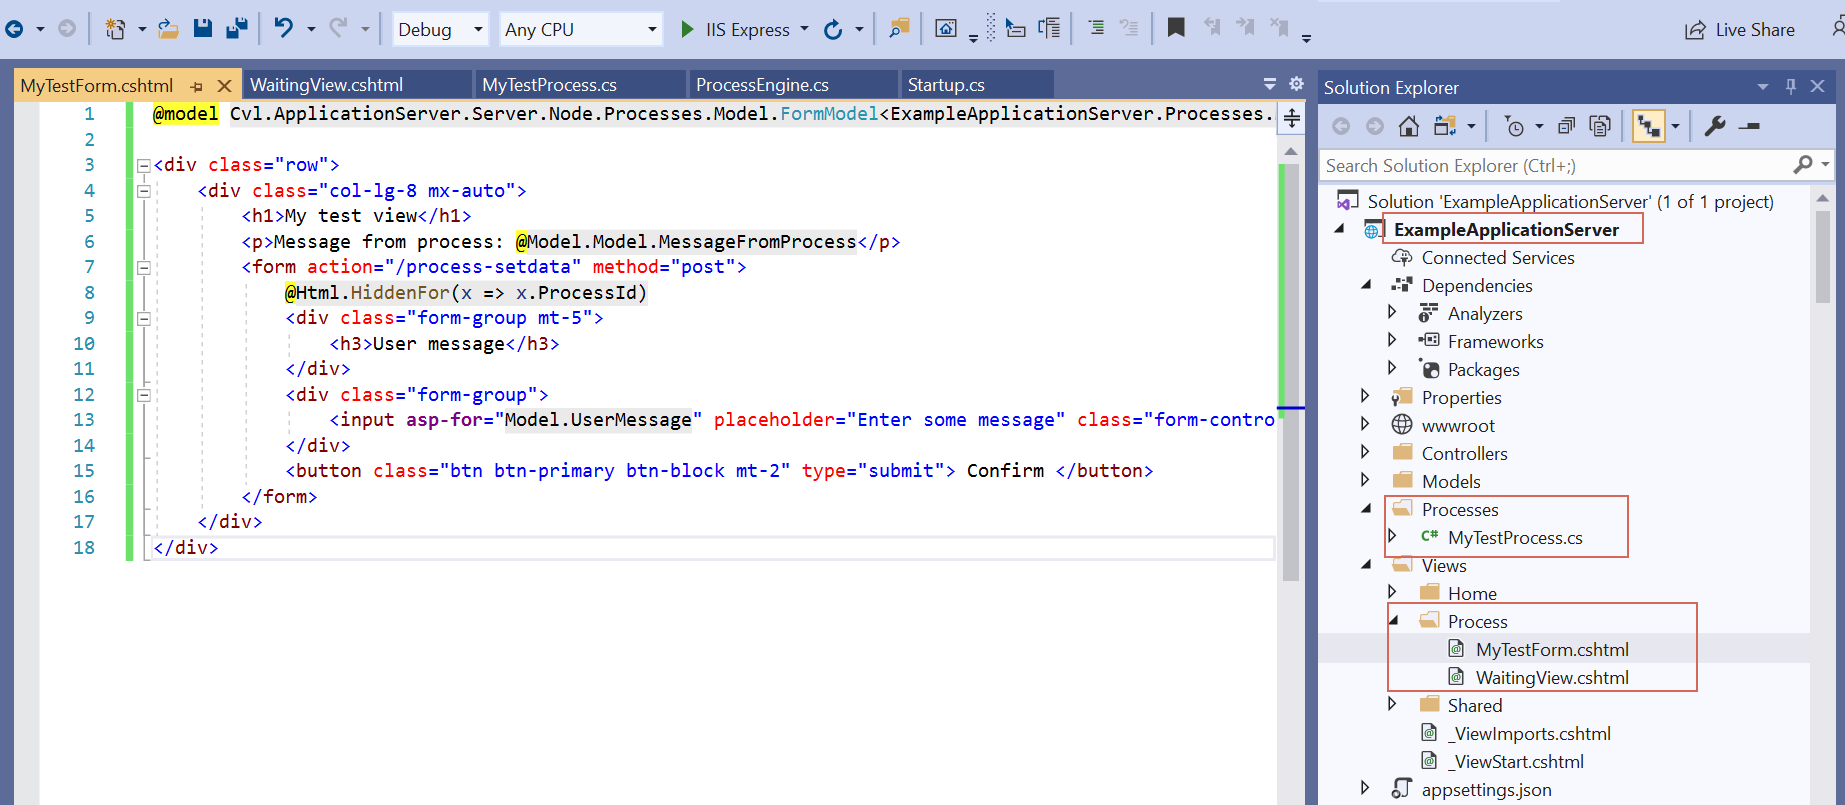 Debug
Any CPU
IIS Express
Live Share
MyTestForm.cshtml
WaitingView.cshtml
MyTestProcess.cs
ProcessEngine.cs
Startup.cs
1 @model Cvl.ApplicationServer.Server.Node.Processes.Model.FormModel<ExampleApplicationServer.Processes.
2
3 <div class="row">
4 <div class="col-lg-8 mx-auto">
5 <h1>My test view</h1>
6 <p>Message from process: @Model.Model.MessageFromProcess</p>
7 <form action="/process-setdata" method="post">
8 @Html.HiddenFor(x => x.ProcessId)
9 <div class="form-group mt-5">
10 <h3>User message</h3>
11 </div>
12 <div class="form-group">
13 <input asp-for="Model.UserMessage" placeholder="Enter some message" class="form-contro
14 </div>
15 <button class="btn btn-primary btn-block mt-2" type="submit"> Confirm </button>
16 </form>
17 </div>
18 </div>
Solution Explorer
Search Solution Explorer (Ctrl+;)
Solution 'ExampleApplicationServer' (1 of 1 project)
ExampleApplicationServer
Connected Services
Dependencies
Analyzers
Frameworks
Packages
Properties
wwwroot
Controllers
Models
Processes
C# MyTestProcess.cs
Views
Home
Process
MyTestForm.cshtml
WaitingView.cshtml
Shared
_ViewImports.cshtml
_ViewStart.cshtml
appsettings.json